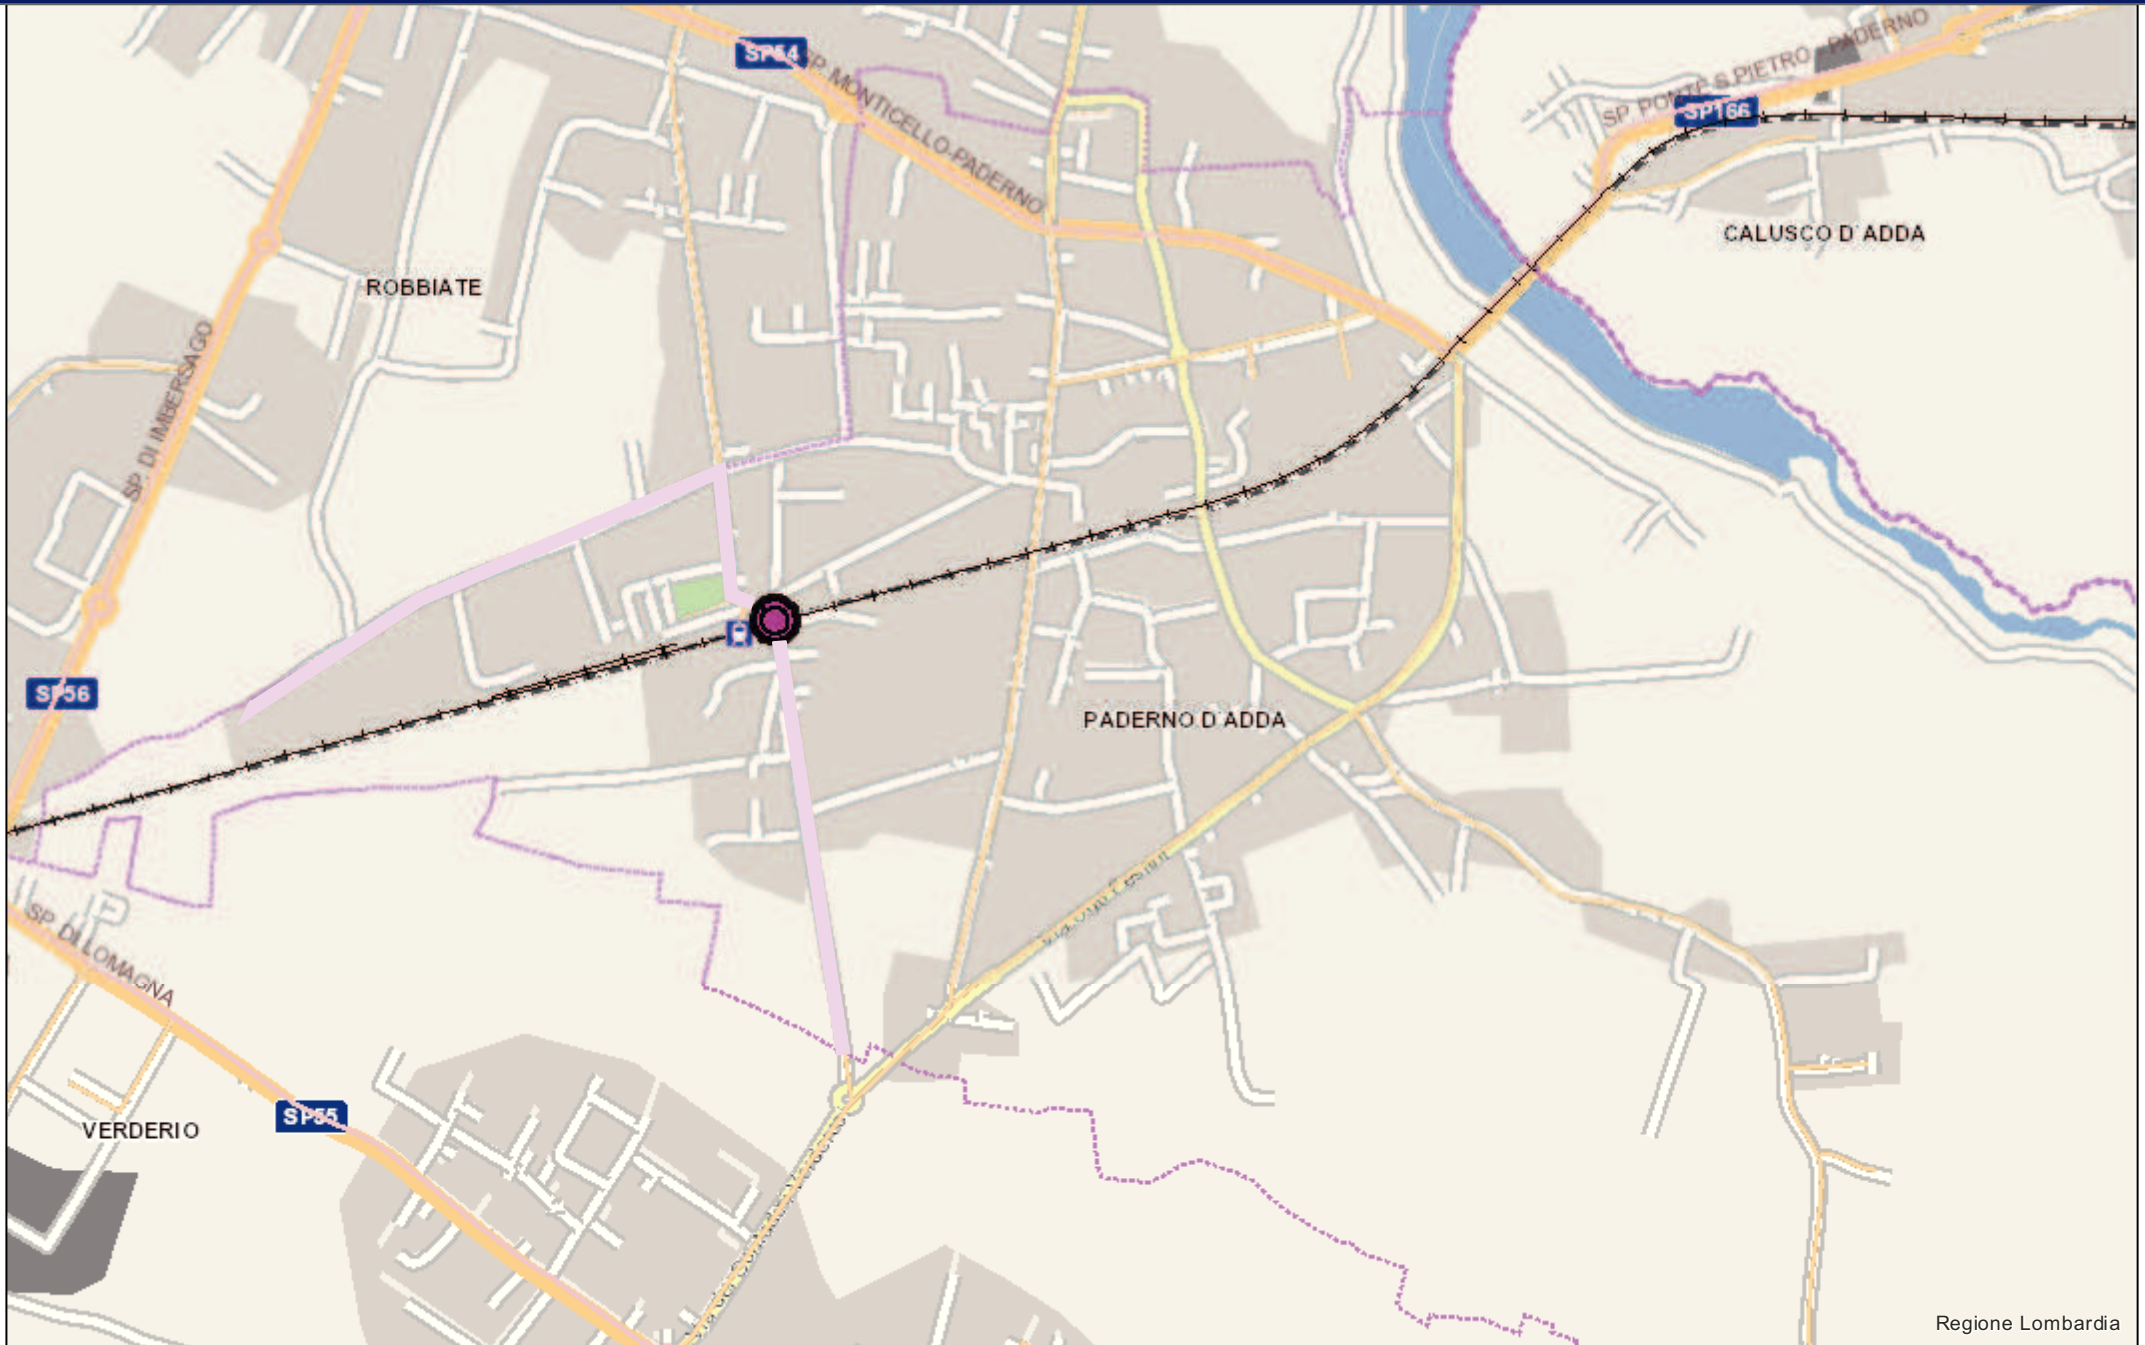 SP54
SP. MONTICELLO-PADERNO
SP. PONTE S.PIETRO - PADERNO
SP166
CALUSCO D'ADDA
ROBBIATE
SP. DI IMBERSAGO
SP56
PADERNO D'ADDA
SP. DI LOMAGNA
SP55
VERDERIO
Regione Lombardia